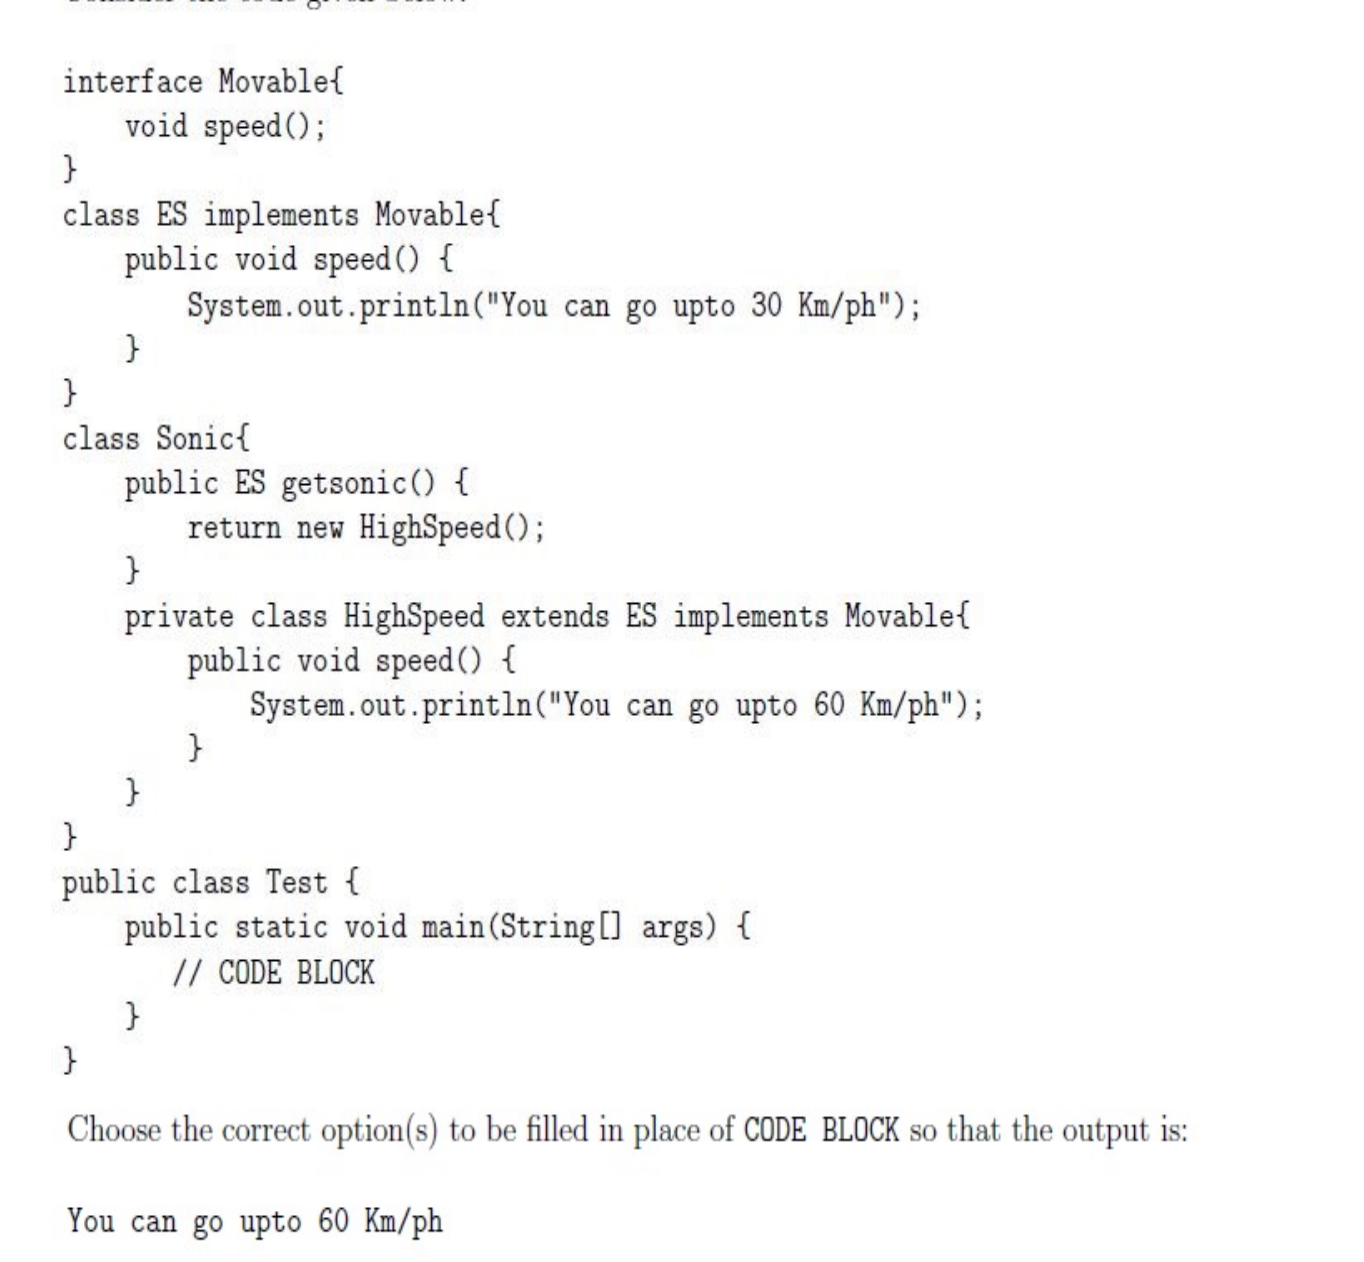 interface Movable{
void speed();
}
class ES implements Movable{
public void speed() {
System.out.println("You can go upto 30 Km/ph");
}
}
class Sonic{
public ES getsonic() {
return new HighSpeed();
}
private class HighSpeed extends ES implements Movable{
public void speed() {
System.out.println("You can go upto 60 Km/ph");
}
}
}
public class Test {
public static void main(String[] args) {
// CODE BLOCK
}
}
Choose the correct option(s) to be filled in place of CODE BLOCK so that the output is:
You can go upto 60 Km/ph